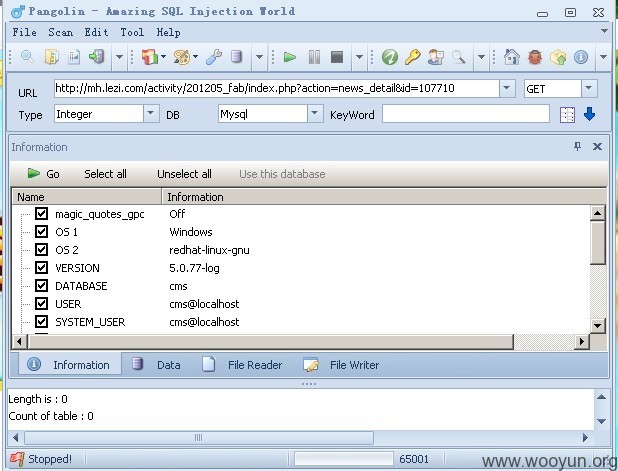 Pangolin - Amazing SQL Injection World
File Scan Edit Tool Help
URL http://mh.lezi.com/activity/201205_fab/index.php?action=news_detail&id=107710 GET
Type Integer DB Mysql KeyWord
Information
Go Select all Unselect all Use this database
Name Information
magic_quotes_gpc Off
OS 1 Windows
OS 2 redhat-linux-gnu
VERSION 5.0.77-log
DATABASE cms
USER cms@localhost
SYSTEM_USER cms@localhost
Information Data File Reader File Writer
Length is : 0
Count of table : 0
Stopped! 65001
www.wooyun.org